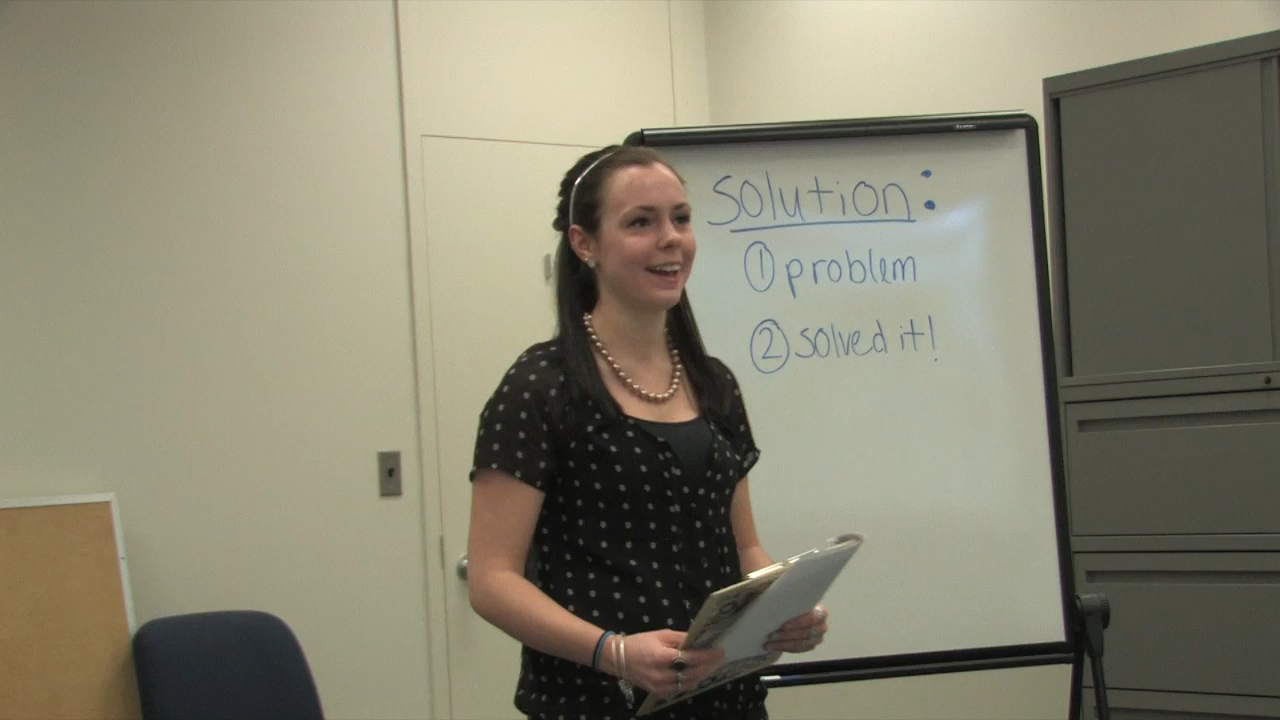 Solution:
① problem
② solved it!